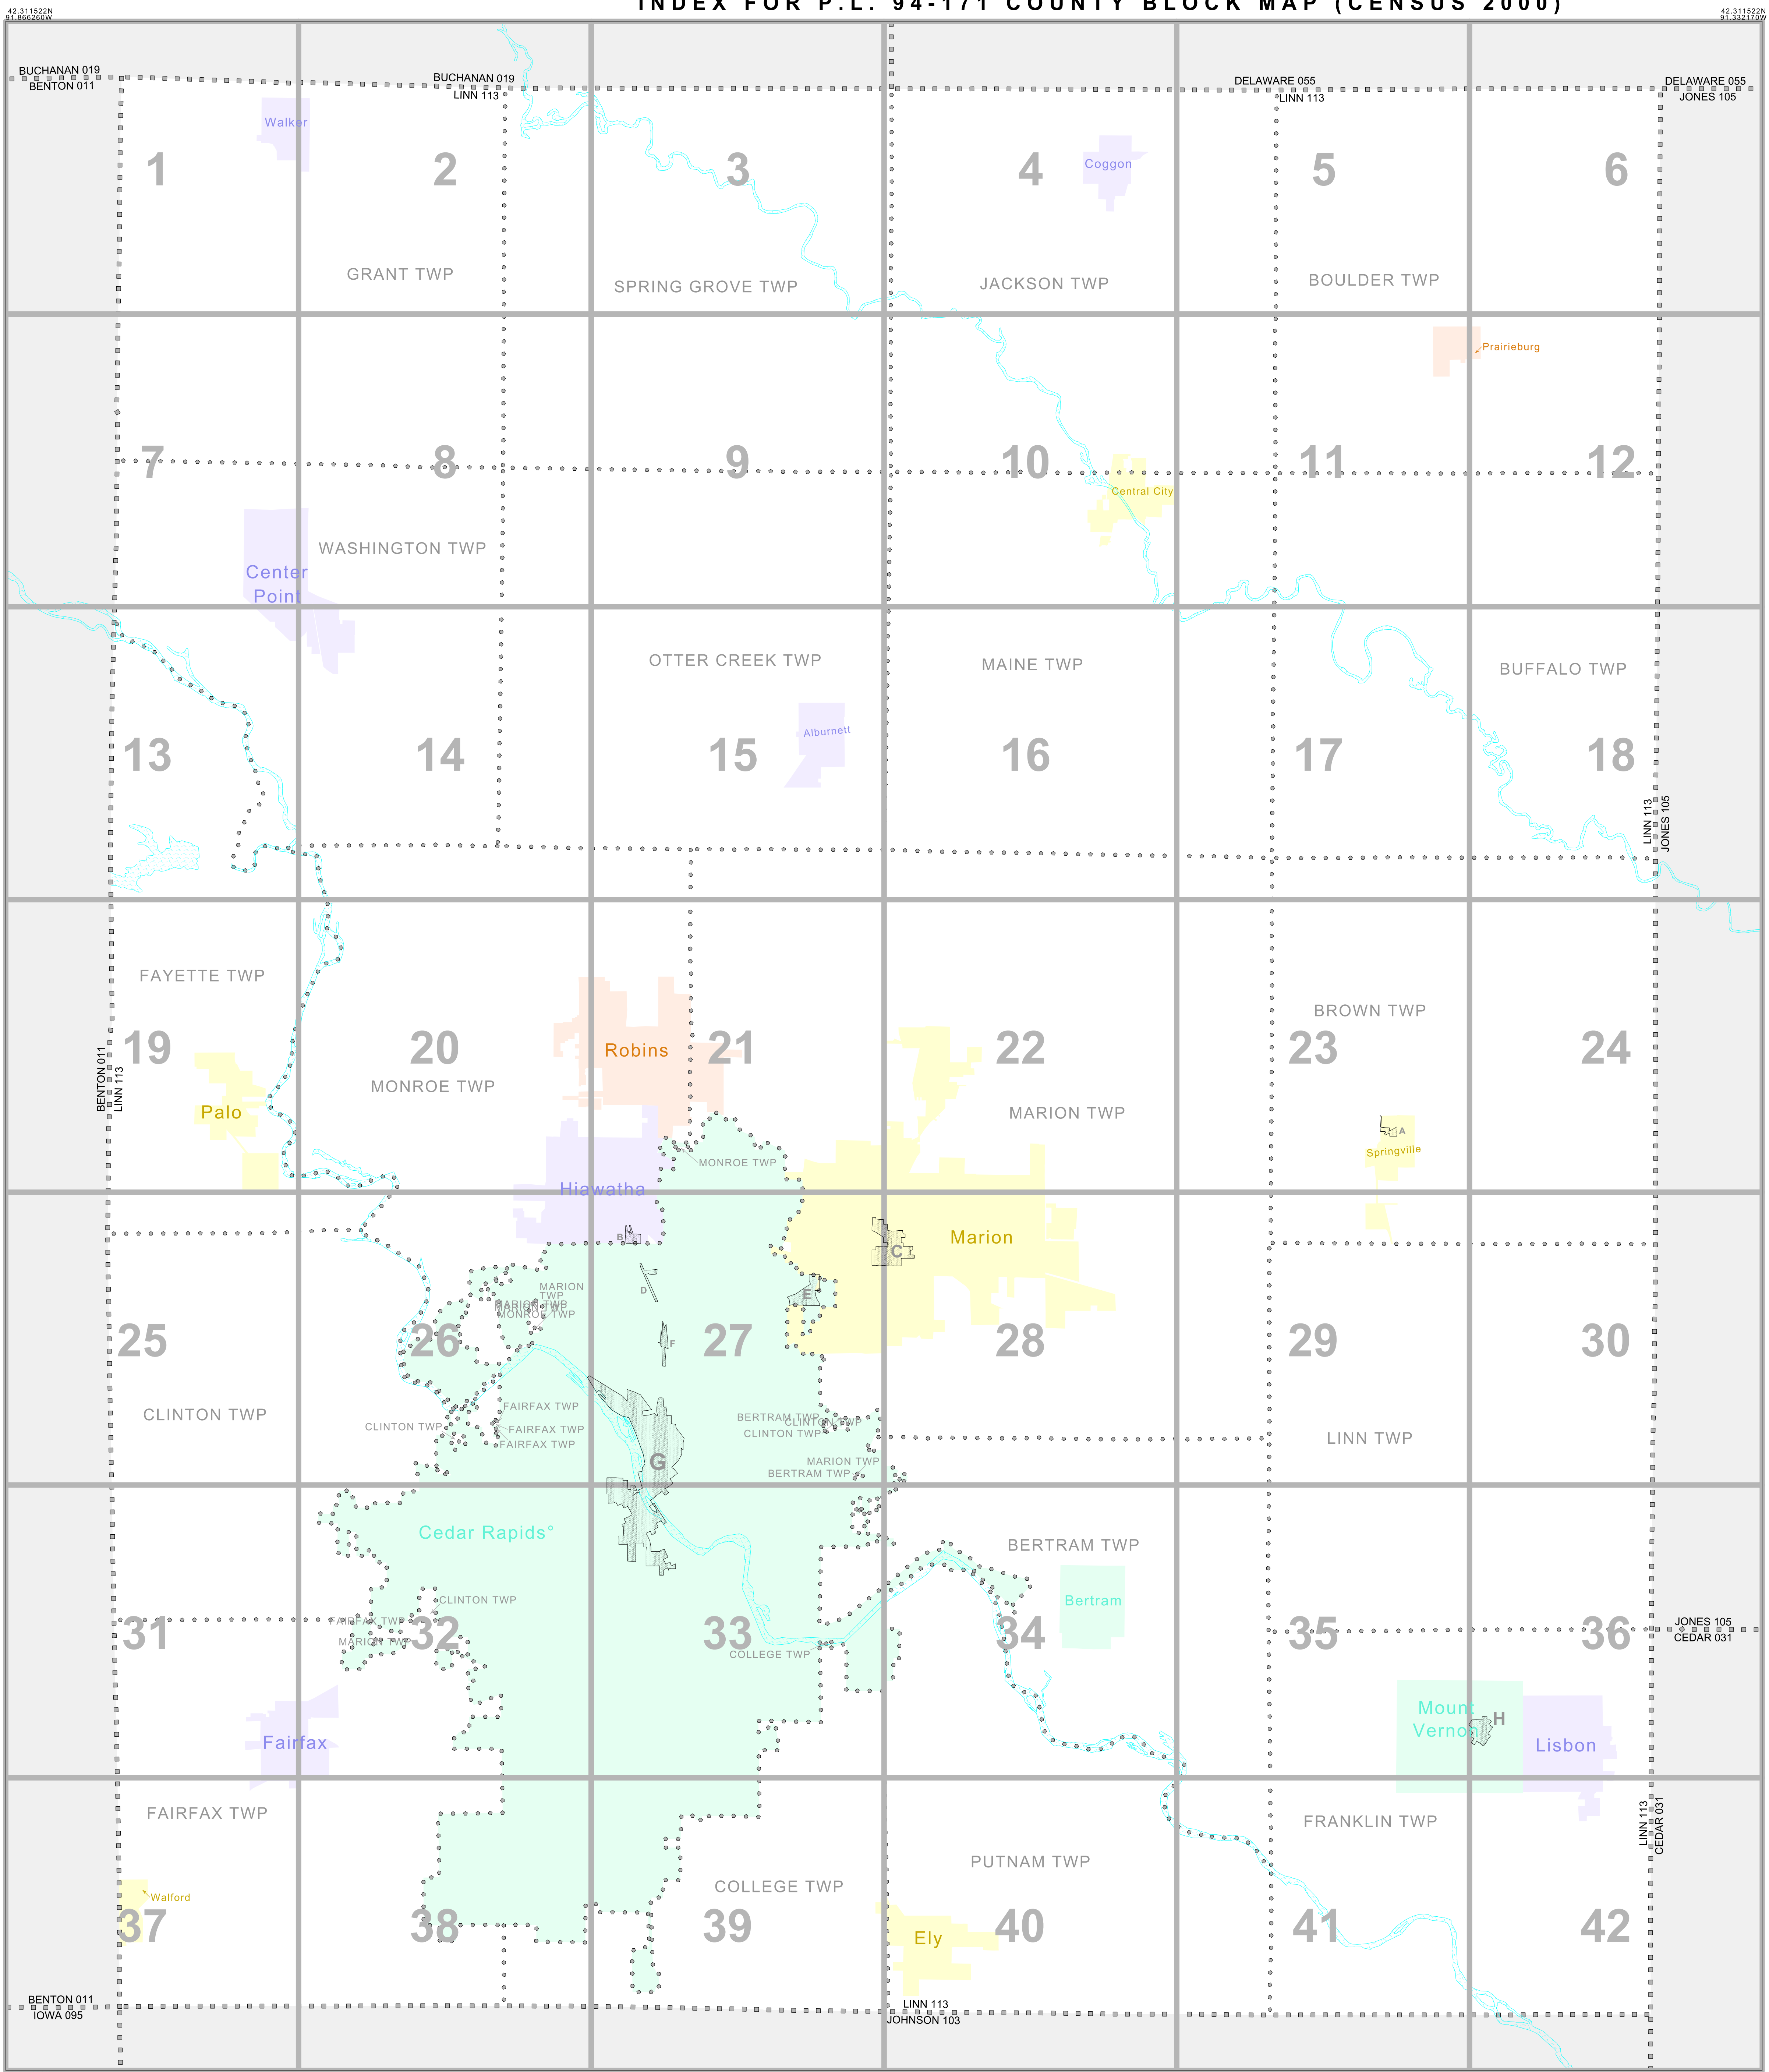 INDEX FOR P.L. 94-171 COUNTY BLOCK MAP (CENSUS 2000)
42.311522N
91.866260W
42.311522N
91.332170W
BUCHANAN 019
BENTON 011
BUCHANAN 019
LINN 113
DELAWARE 055
LINN 113
DELAWARE 055
JONES 105
Walker
Coggon
1
2
3
4
5
6
GRANT TWP
SPRING GROVE TWP
JACKSON TWP
BOULDER TWP
Prairieburg
7
8
9
10
11
12
Central City
WASHINGTON TWP
Center
Point
OTTER CREEK TWP
MAINE TWP
BUFFALO TWP
Alburnett
13
14
15
16
17
18
LINN 113
JONES 105
FAYETTE TWP
BROWN TWP
19
20
Robins
21
22
23
24
BENTON 011
LINN 113
MONROE TWP
Palo
MARION TWP
A
Springville
MONROE TWP
Hiawatha
B
C
Marion
D
E
MARION
TWP
MARION TWP
MARION TWP
MONROE TWP
F
25
26
27
28
29
30
CLINTON TWP
FAIRFAX TWP
CLINTON TWP
FAIRFAX TWP
FAIRFAX TWP
BERTRAM TWP
CLINTON TWP
CLINTON TWP
LINN TWP
G
MARION TWP
BERTRAM TWP
Cedar Rapids°
BERTRAM TWP
Bertram
CLINTON TWP
FAIRFAX TWP
MARION TWP
31
32
33
34
35
36
JONES 105
CEDAR 031
COLLEGE TWP
Mount
Vernon
H
Lisbon
Fairfax
FAIRFAX TWP
FRANKLIN TWP
LINN 113
CEDAR 031
PUTNAM TWP
COLLEGE TWP
Walford
37
38
39
Ely
40
41
42
BENTON 011
IOWA 095
LINN 113
JOHNSON 103